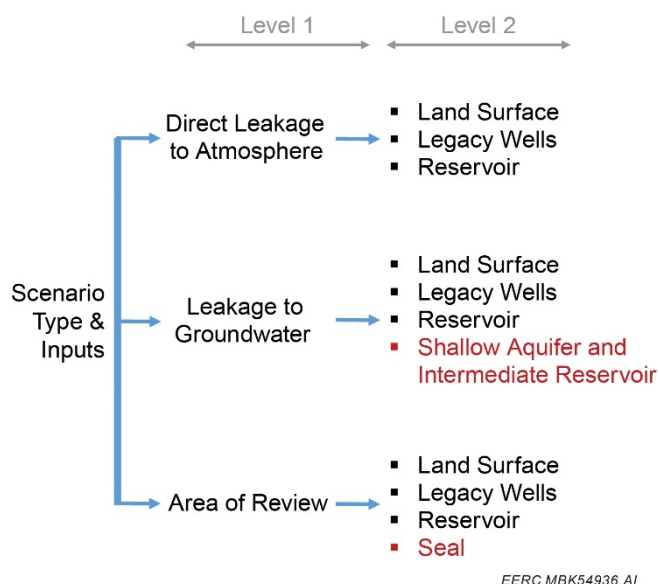 Level 1
Level 2
Direct Leakage
to Atmosphere
▪ Land Surface
▪ Legacy Wells
▪ Reservoir
Scenario
Type &
Inputs
Leakage to
Groundwater
▪ Land Surface
▪ Legacy Wells
▪ Reservoir
▪ Shallow Aquifer and
Intermediate Reservoir
Area of Review
▪ Land Surface
▪ Legacy Wells
▪ Reservoir
▪ Seal
EERC MBK54936.AI